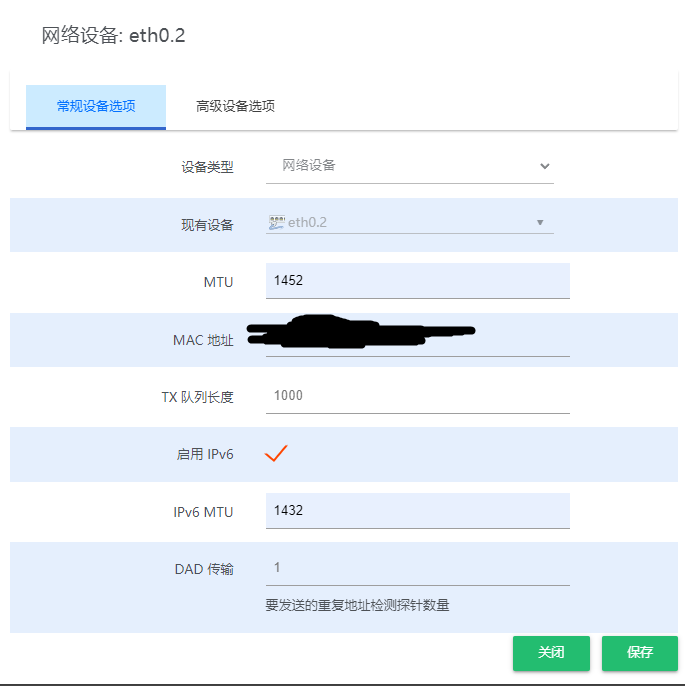 网络设备: eth0.2
常规设备选项 高级设备选项
设备类型 网络设备
现有设备 eth0.2
MTU 1452
MAC 地址
TX 队列长度 1000
启用 IPv6
IPv6 MTU 1432
DAD 传输 1
要发送的重复地址检测探针数量
关闭 保存